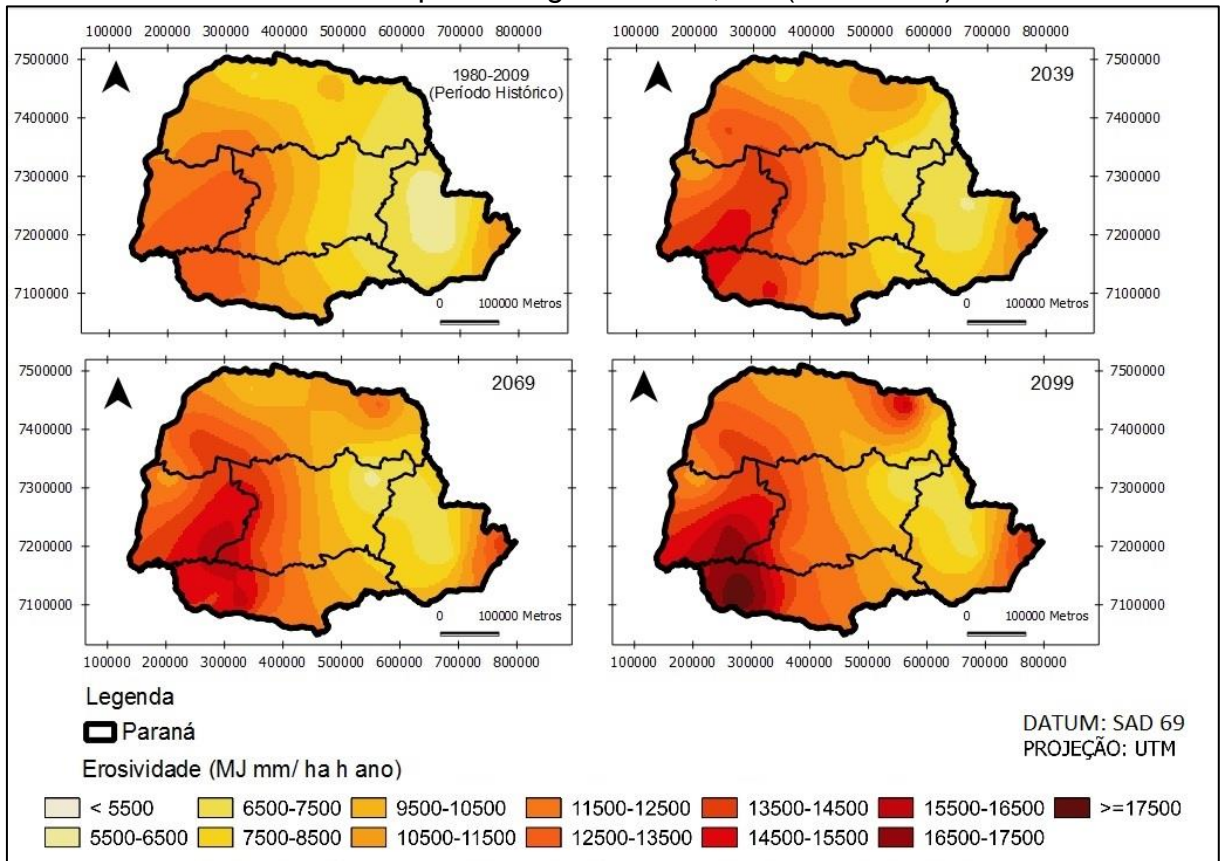 100000 200000 300000 400000 500000 600000 700000 800000
100000 200000 300000 400000 500000 600000 700000 800000
7500000
7400000
7300000
7200000
7100000
1980-2009
(Período Histórico)
0 100000 Metros
2039
0 100000 Metros
7500000
7400000
7300000
7200000
7100000
7500000
7400000
7300000
7200000
7100000
2069
0 100000 Metros
2099
0 100000 Metros
7500000
7400000
7300000
7200000
7100000
100000 200000 300000 400000 500000 600000 700000 800000
100000 200000 300000 400000 500000 600000 700000 800000
Legenda
Paraná
DATUM: SAD 69
PROJEÇÃO: UTM
Erosividade (MJ mm/ ha h ano)
< 5500 6500-7500 9500-10500 11500-12500 13500-14500 15500-16500 >=17500
5500-6500 7500-8500 10500-11500 12500-13500 14500-15500 16500-17500